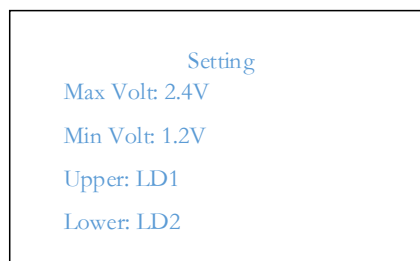 Setting
Max Volt: 2.4V
Min Volt: 1.2V
Upper: LD1
Lower: LD2